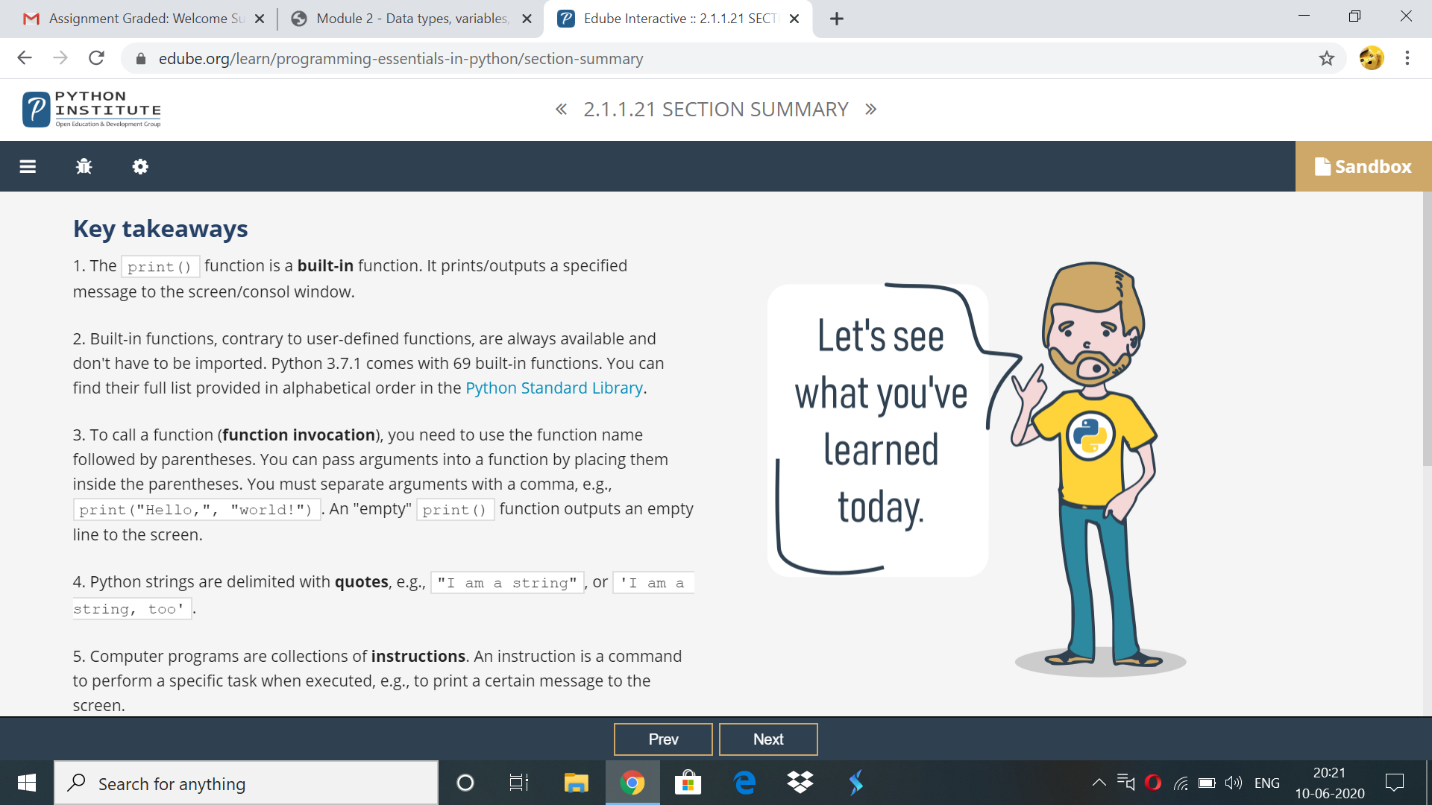 Assignment Graded: Welcome Su
Module 2 - Data types, variables,
Edube Interactive :: 2.1.1.21 SECT
edube.org/learn/programming-essentials-in-python/section-summary
PYTHON
INSTITUTE
Open Education & Development Group
« 2.1.1.21 SECTION SUMMARY »
Sandbox
Key takeaways
1. The print() function is a built-in function. It prints/outputs a specified
message to the screen/consol window.
2. Built-in functions, contrary to user-defined functions, are always available and
don't have to be imported. Python 3.7.1 comes with 69 built-in functions. You can
find their full list provided in alphabetical order in the Python Standard Library.
3. To call a function (function invocation), you need to use the function name
followed by parentheses. You can pass arguments into a function by placing them
inside the parentheses. You must separate arguments with a comma, e.g.,
print("Hello,", "world!"). An "empty" print() function outputs an empty
line to the screen.
4. Python strings are delimited with quotes, e.g., "I am a string", or 'I am a
string, too'.
5. Computer programs are collections of instructions. An instruction is a command
to perform a specific task when executed, e.g., to print a certain message to the
screen.
Let's see
what you've
learned
today.
Prev
Next
Search for anything
ENG
20:21
10-06-2020